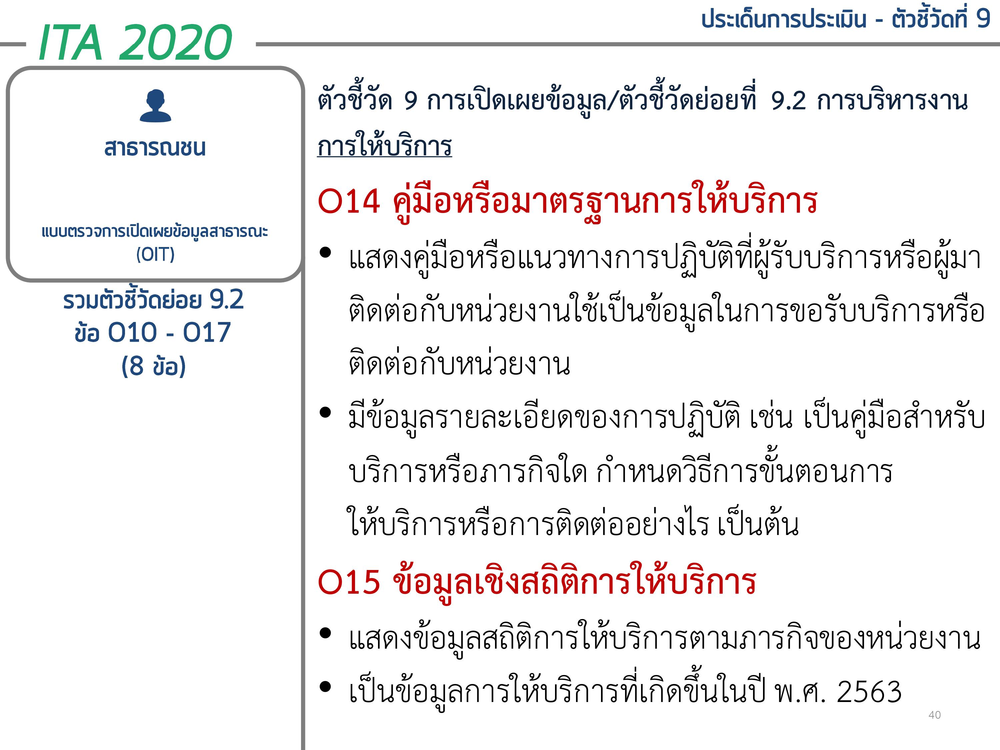 ประเด็นการประเมิน - ตัวชี้วัดที่ 9
ITA 2020
สาธารณชน
แบบตรวจการเปิดเผยข้อมูลสาธารณะ
(OIT)
รวมตัวชี้วัดย่อย 9.2
ข้อ O10 - O17
(8 ข้อ)
ตัวชี้วัด 9 การเปิดเผยข้อมูล/ตัวชี้วัดย่อยที่ 9.2 การบริหารงาน
การให้บริการ
O14 คู่มือหรือมาตรฐานการให้บริการ
• แสดงคู่มือหรือแนวทางการปฏิบัติที่ผู้รับบริการหรือผู้มา
ติดต่อกับหน่วยงานใช้เป็นข้อมูลในการขอรับบริการหรือ
ติดต่อกับหน่วยงาน
• มีข้อมูลรายละเอียดของการปฏิบัติ เช่น เป็นคู่มือสำหรับ
บริการหรือภารกิจใด กำหนดวิธีการขั้นตอนการ
ให้บริการหรือการติดต่ออย่างไร เป็นต้น
O15 ข้อมูลเชิงสถิติการให้บริการ
• แสดงข้อมูลสถิติการให้บริการตามภารกิจของหน่วยงาน
• เป็นข้อมูลการให้บริการที่เกิดขึ้นในปี พ.ศ. 2563
40